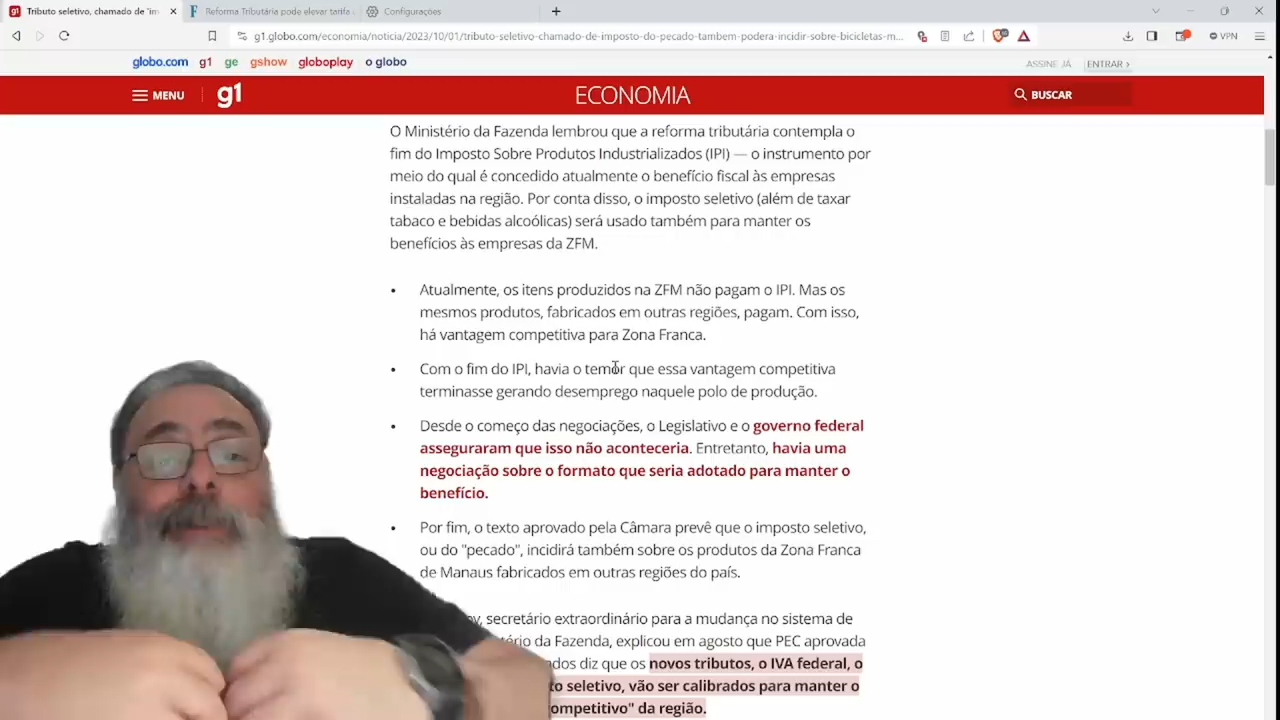 Tributo seletivo, chamado de "im
Reforma Tributária pode elevar tarifa
Configurações
g1.globo.com/economia/noticia/2023/10/01/tributo-seletivo-chamado-de-imposto-do-pecado-tambem-podera-incidir-sobre-bicicletas-m...
VPN
globo.com g1 ge gshow globoplay o globo
ASSINE JÁ ENTRAR ›
MENU g1 ECONOMIA BUSCAR
O Ministério da Fazenda lembrou que a reforma tributária contempla o
fim do Imposto Sobre Produtos Industrializados (IPI) — o instrumento por
meio do qual é concedido atualmente o benefício fiscal às empresas
instaladas na região. Por conta disso, o imposto seletivo (além de taxar
tabaco e bebidas alcoólicas) será usado também para manter os
benefícios às empresas da ZFM.
• Atualmente, os itens produzidos na ZFM não pagam o IPI. Mas os
mesmos produtos, fabricados em outras regiões, pagam. Com isso,
há vantagem competitiva para Zona Franca.
• Com o fim do IPI, havia o temor que essa vantagem competitiva
terminasse gerando desemprego naquele polo de produção.
• Desde o começo das negociações, o Legislativo e o governo federal
asseguraram que isso não aconteceria. Entretanto, havia uma
negociação sobre o formato que seria adotado para manter o
benefício.
• Por fim, o texto aprovado pela Câmara prevê que o imposto seletivo,
ou do "pecado", incidirá também sobre os produtos da Zona Franca
de Manaus fabricados em outras regiões do país.
secretário extraordinário para a mudança no sistema de
da Fazenda, explicou em agosto que PEC aprovada
diz que os novos tributos, o IVA federal, o
seletivo, vão ser calibrados para manter o
da região.